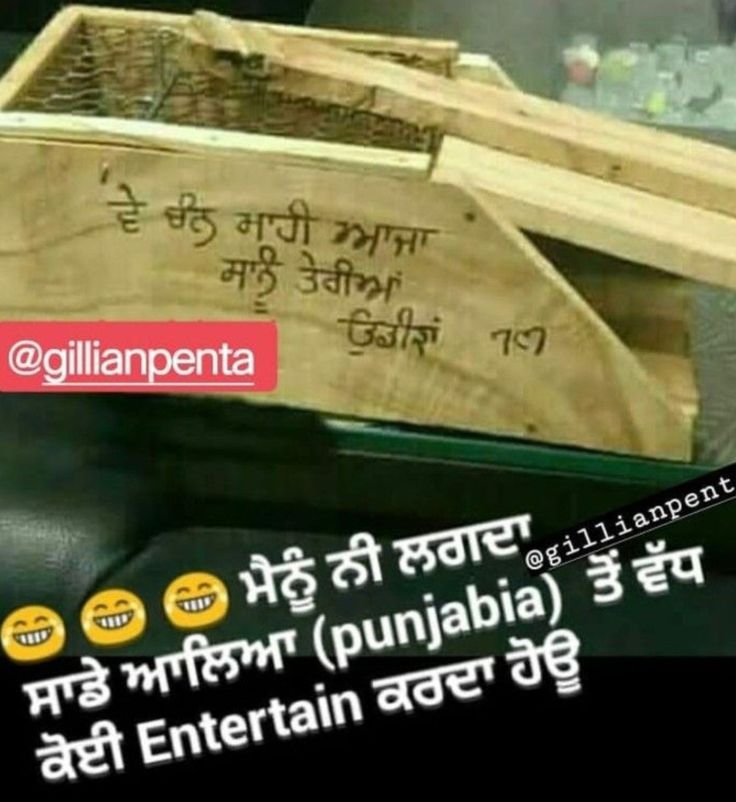 ਵੇ ਚੰਨ ਮਾਹੀ ਆਜਾ
ਸਾਨੂੰ ਤੇਰੀਆਂ
ਉਡੀਕਾਂ
@gillianpenta
@gillianpent
😁 😁 😁 ਮੈਨੂੰ ਨੀ ਲਗਦਾ
ਸਾਡੇ ਆਲਿਆ (punjabia) ਤੋਂ ਵੱਧ
ਕੋਈ Entertain ਕਰਦਾ ਹੋਊ